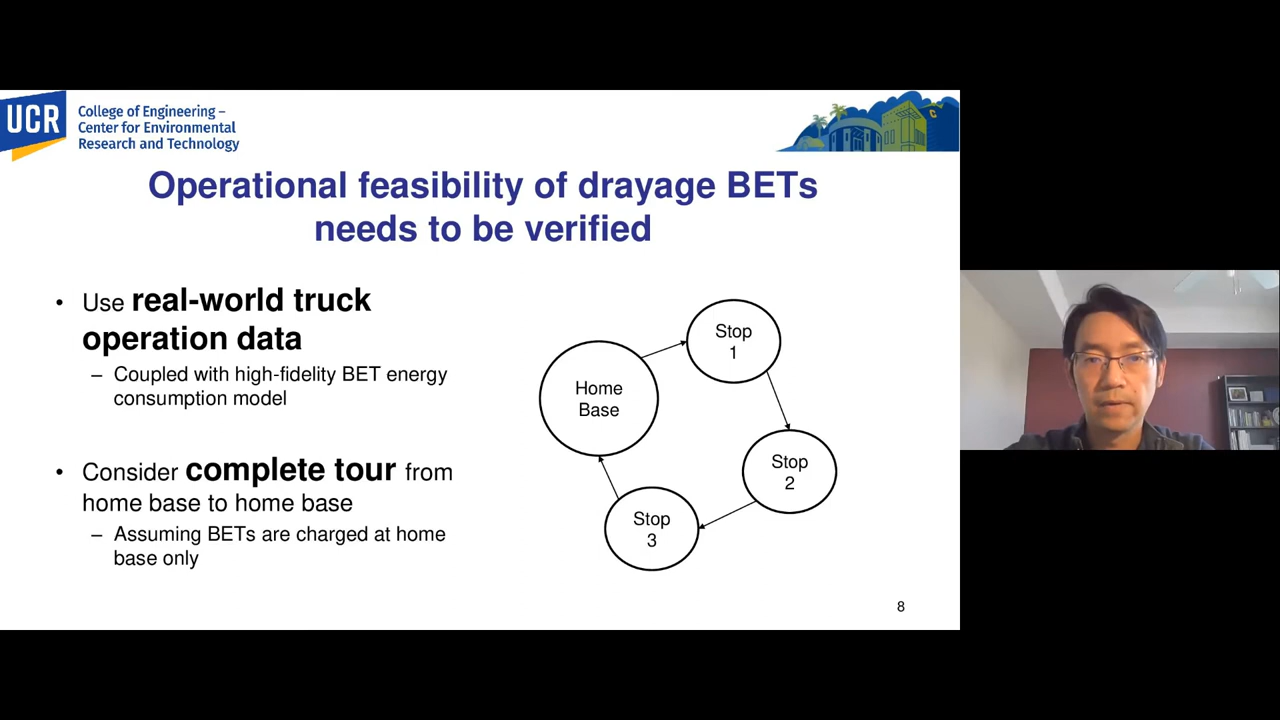 UCR
College of Engineering –
Center for Environmental
Research and Technology
Operational feasibility of drayage BETs
needs to be verified
• Use real-world truck
operation data
– Coupled with high-fidelity BET energy
consumption model
• Consider complete tour from
home base to home base
– Assuming BETs are charged at home
base only
Home
Base
Stop
1
Stop
2
Stop
3
8